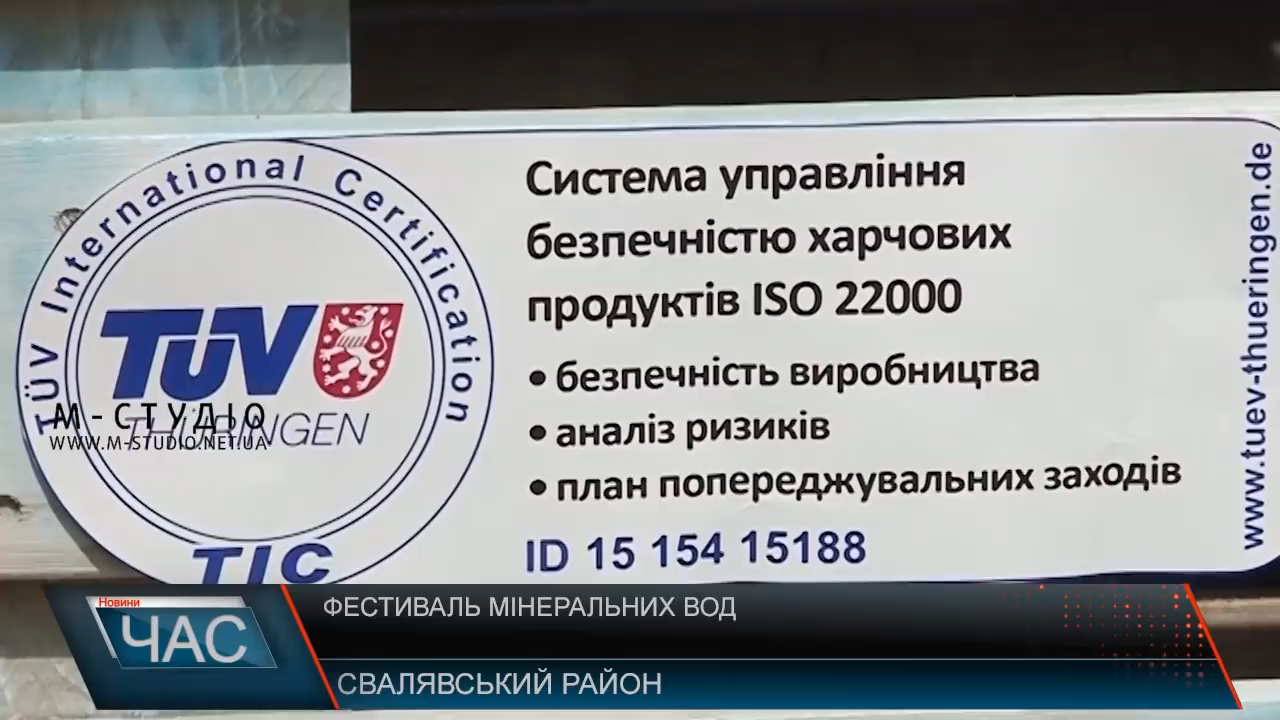 TÜV International Certification
TÜV
THÜRINGEN
TIC
М-СТУДІО
WWW.M-STUDIO.NET.UA
Система управління
безпечністю харчових
продуктів ISO 22000
• безпечність виробництва
• аналіз ризиків
• план попереджувальних заходів
ID 15 154 15188
www.tuev-thueringen.de
Новини
ЧАС
ФЕСТИВАЛЬ МІНЕРАЛЬНИХ ВОД
СВАЛЯВСЬКИЙ РАЙОН